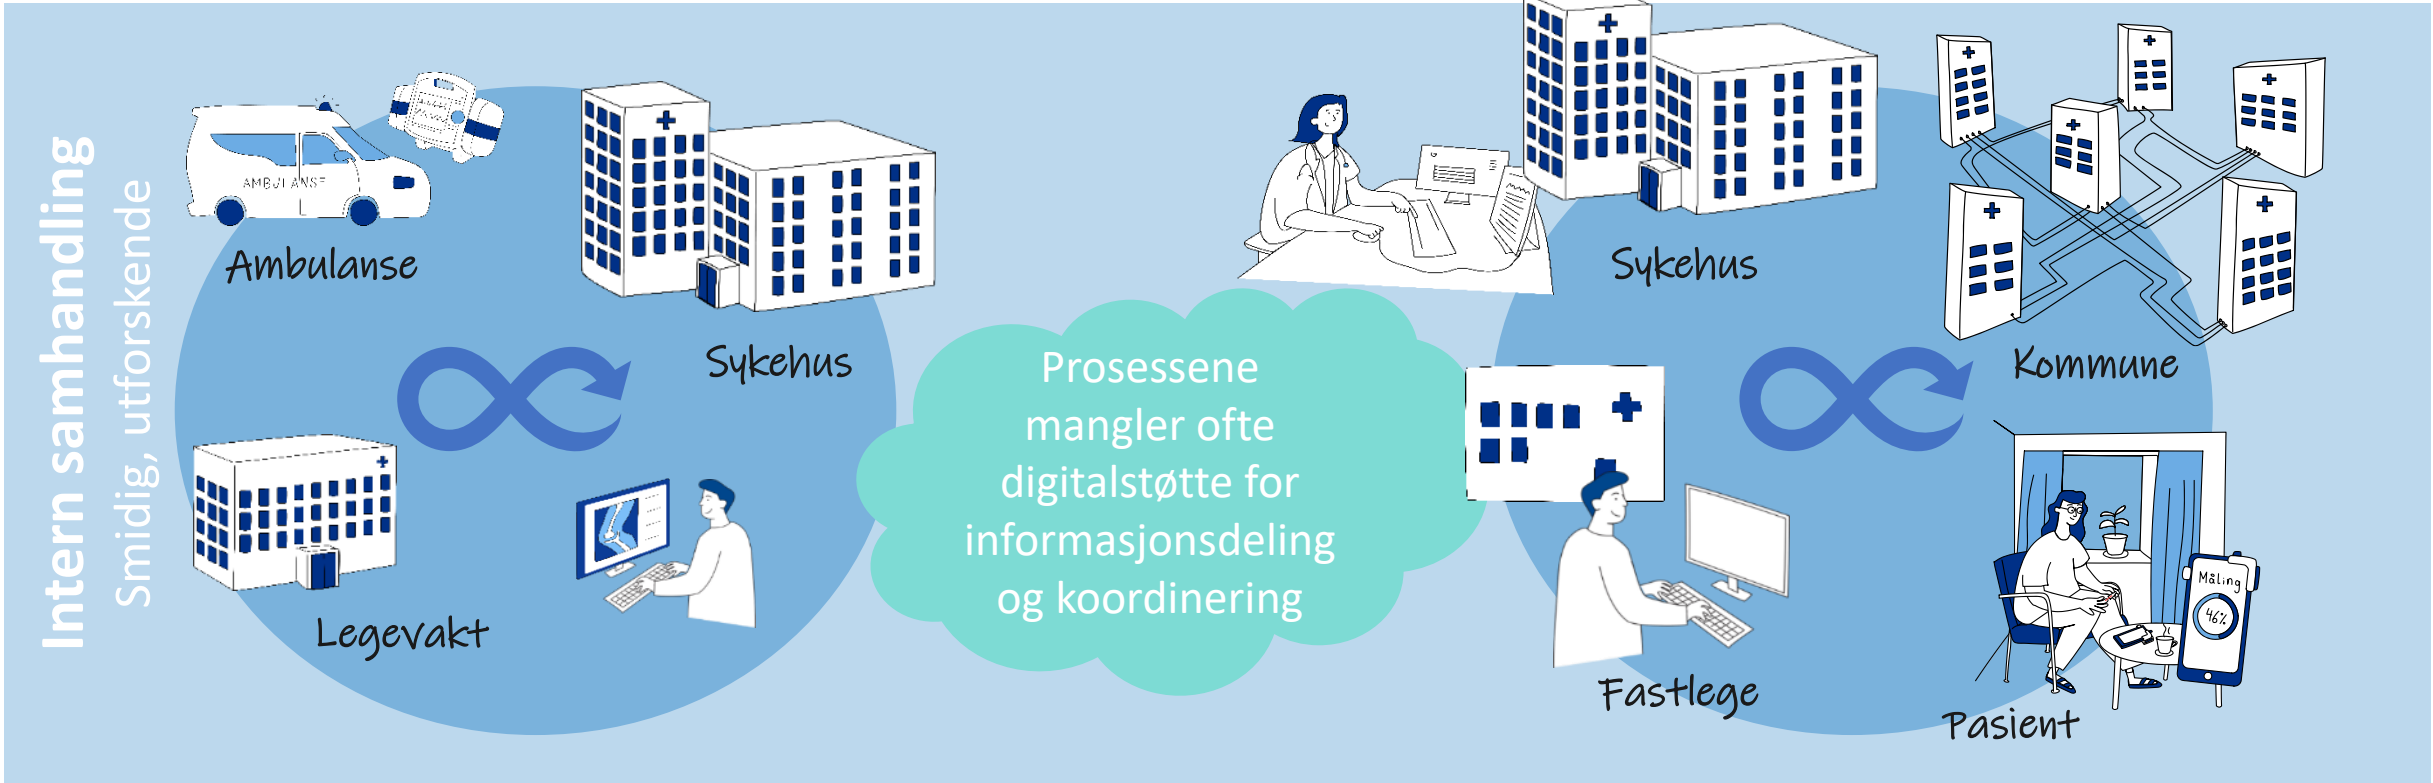 Intern samhandling
Smidig, utforskende
AMBULANSE
Ambulanse
Sykehus
Legevakt
Prosessene
mangler ofte
digitalstøtte for
informasjonsdeling
og koordinering
Sykehus
Kommune
Fastlege
Måling
46%
Pasient